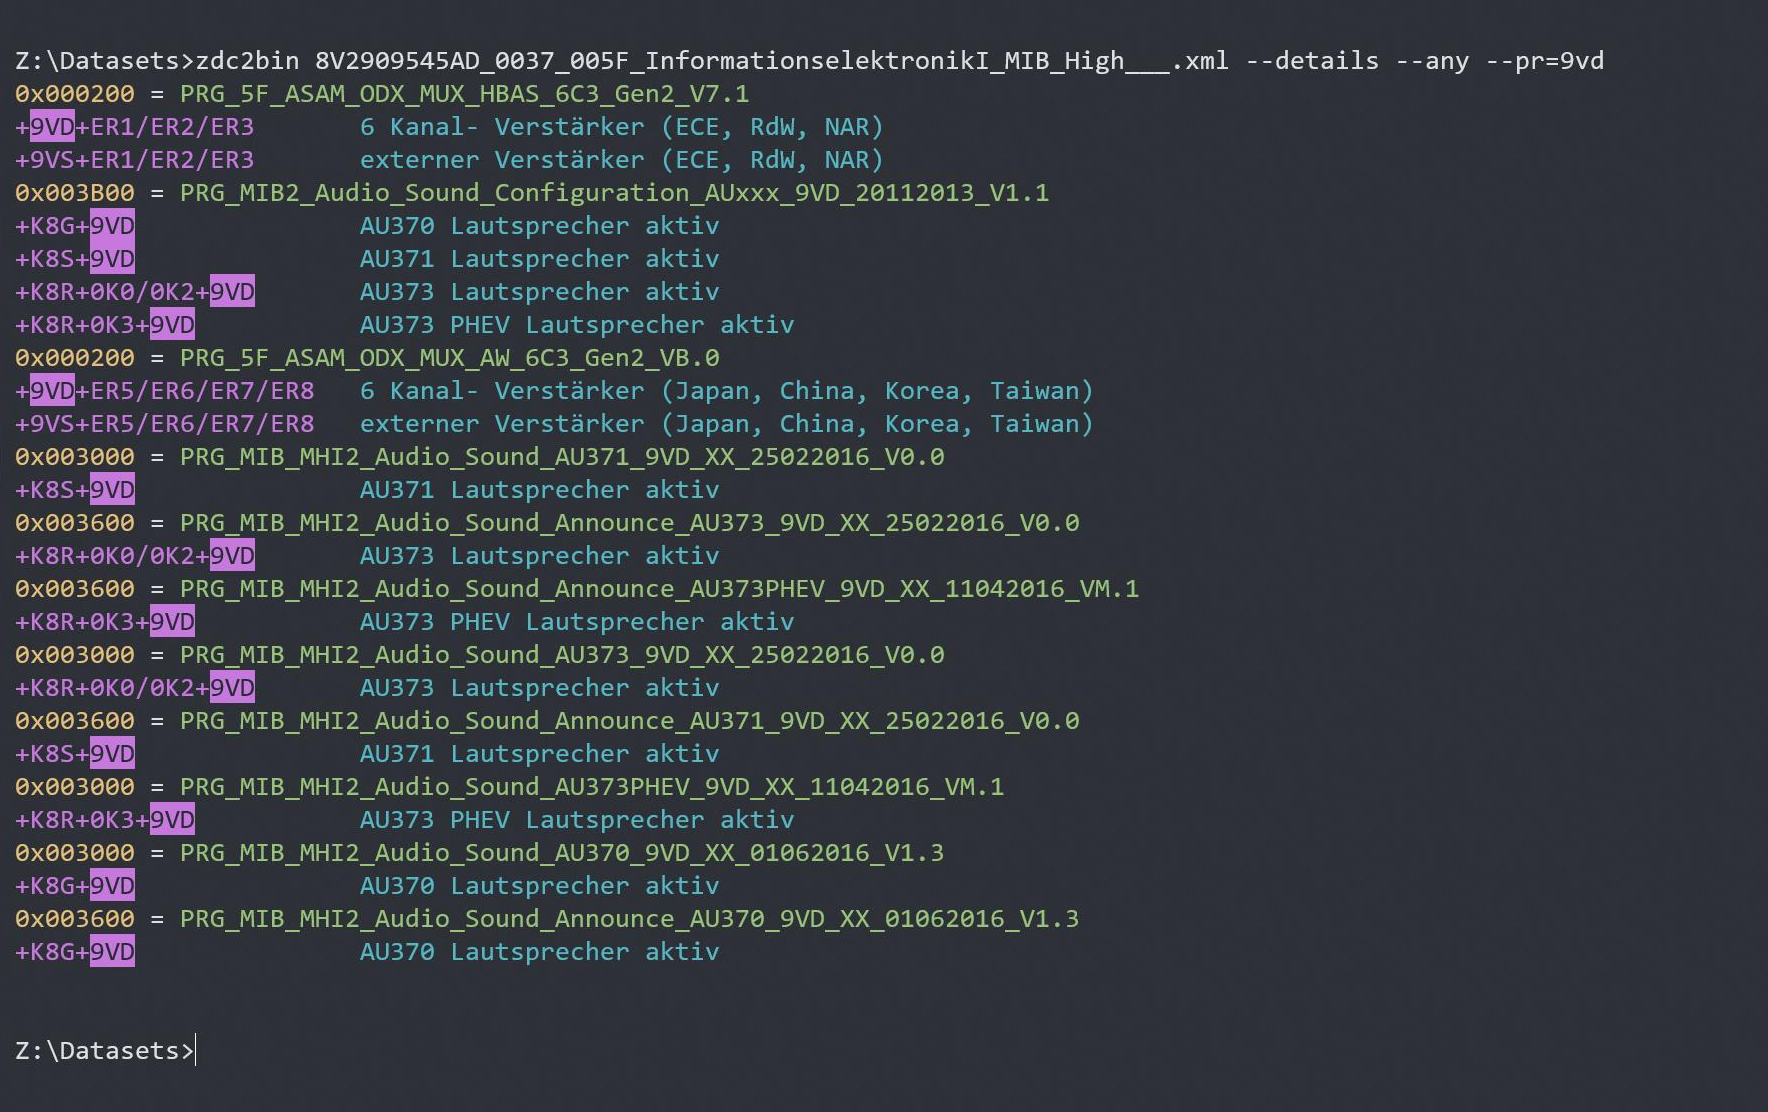 Z:\Datasets>zdc2bin 8V2909545AD_0037_005F_InformationselektronikI_MIB_High___.xml --details --any --pr=9vd
0x000200 = PRG_5F_ASAM_ODX_MUX_HBAS_6C3_Gen2_V7.1
+9VD+ER1/ER2/ER3 6 Kanal- Verstärker (ECE, RdW, NAR)
+9VS+ER1/ER2/ER3 externer Verstärker (ECE, RdW, NAR)
0x003B00 = PRG_MIB2_Audio_Sound_Configuration_AUxxx_9VD_20112013_V1.1
+K8G+9VD AU370 Lautsprecher aktiv
+K8S+9VD AU371 Lautsprecher aktiv
+K8R+0K0/0K2+9VD AU373 Lautsprecher aktiv
+K8R+0K3+9VD AU373 PHEV Lautsprecher aktiv
0x000200 = PRG_5F_ASAM_ODX_MUX_AW_6C3_Gen2_VB.0
+9VD+ER5/ER6/ER7/ER8 6 Kanal- Verstärker (Japan, China, Korea, Taiwan)
+9VS+ER5/ER6/ER7/ER8 externer Verstärker (Japan, China, Korea, Taiwan)
0x003000 = PRG_MIB_MHI2_Audio_Sound_AU371_9VD_XX_25022016_V0.0
+K8S+9VD AU371 Lautsprecher aktiv
0x003600 = PRG_MIB_MHI2_Audio_Sound_Announce_AU373_9VD_XX_25022016_V0.0
+K8R+0K0/0K2+9VD AU373 Lautsprecher aktiv
0x003600 = PRG_MIB_MHI2_Audio_Sound_Announce_AU373PHEV_9VD_XX_11042016_VM.1
+K8R+0K3+9VD AU373 PHEV Lautsprecher aktiv
0x003000 = PRG_MIB_MHI2_Audio_Sound_AU373_9VD_XX_25022016_V0.0
+K8R+0K0/0K2+9VD AU373 Lautsprecher aktiv
0x003600 = PRG_MIB_MHI2_Audio_Sound_Announce_AU371_9VD_XX_25022016_V0.0
+K8S+9VD AU371 Lautsprecher aktiv
0x003000 = PRG_MIB_MHI2_Audio_Sound_AU373PHEV_9VD_XX_11042016_VM.1
+K8R+0K3+9VD AU373 PHEV Lautsprecher aktiv
0x003000 = PRG_MIB_MHI2_Audio_Sound_AU370_9VD_XX_01062016_V1.3
+K8G+9VD AU370 Lautsprecher aktiv
0x003600 = PRG_MIB_MHI2_Audio_Sound_Announce_AU370_9VD_XX_01062016_V1.3
+K8G+9VD AU370 Lautsprecher aktiv
Z:\Datasets>